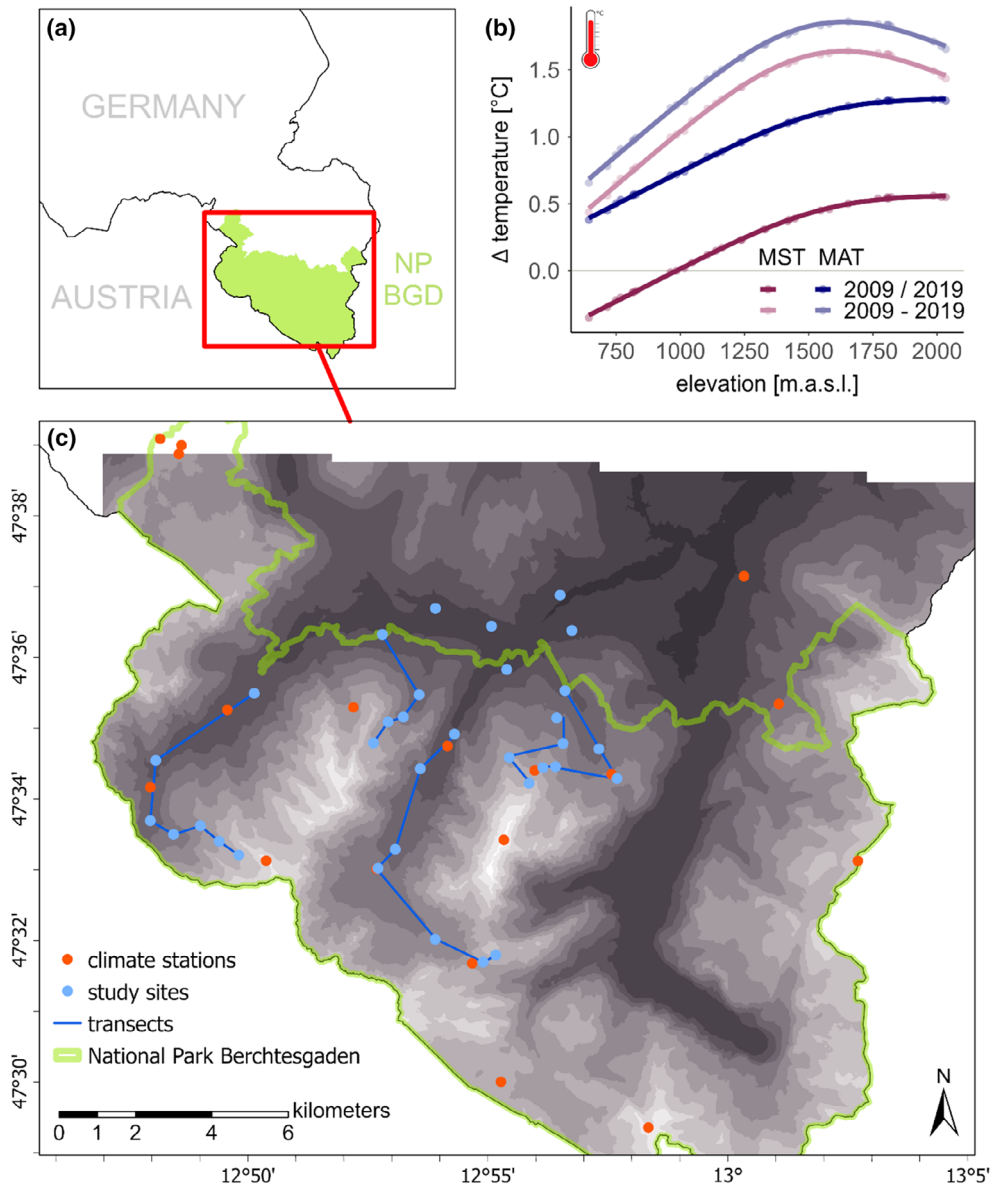 (a)
GERMANY
AUSTRIA
NP
BGD
(b)
°C
Δ temperature [°C]
1.5
1.0
0.5
0.0
MST MAT
2009 / 2019
2009 - 2019
750 1000 1250 1500 1750 2000
elevation [m.a.s.l.]
(c)
47°38'
47°36'
47°34'
47°32'
47°30'
climate stations
study sites
transects
National Park Berchtesgaden
kilometers
0 1 2 4 6
N
12°50' 12°55' 13° 13°5'